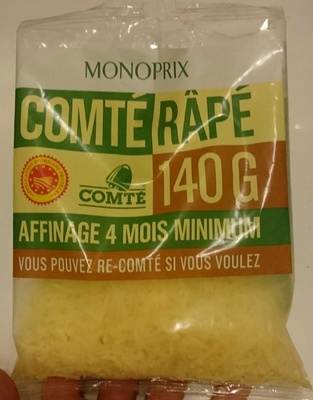 MONOPRIX
COMTÉ RÂPÉ
COMTÉ 140 G
AFFINAGE 4 MOIS MINIMUM
VOUS POUVEZ RE-COMTÉ SI VOUS VOULEZ